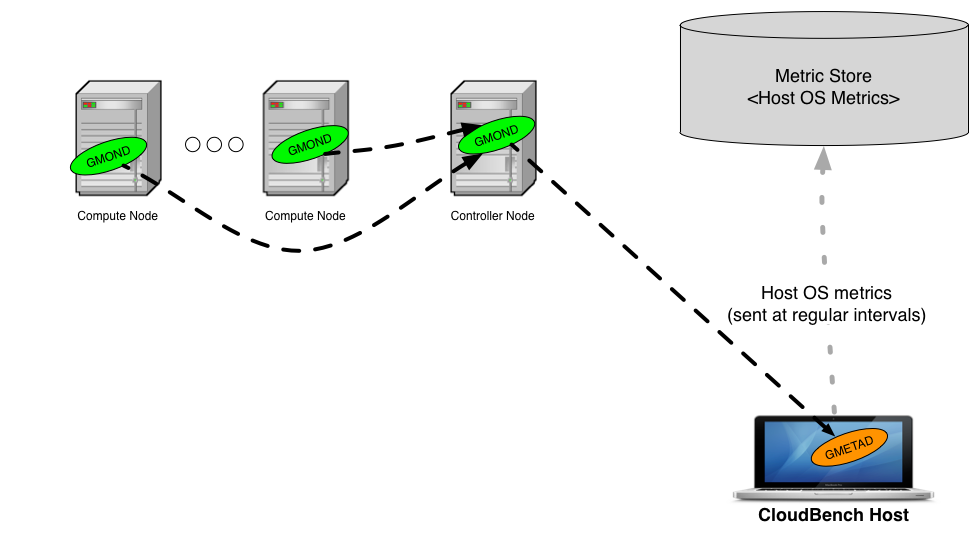 Metric Store
<Host OS Metrics>
GMOND
GMOND
GMOND
Compute Node
Compute Node
Controller Node
Host OS metrics
(sent at regular intervals)
GMETAD
CloudBench Host